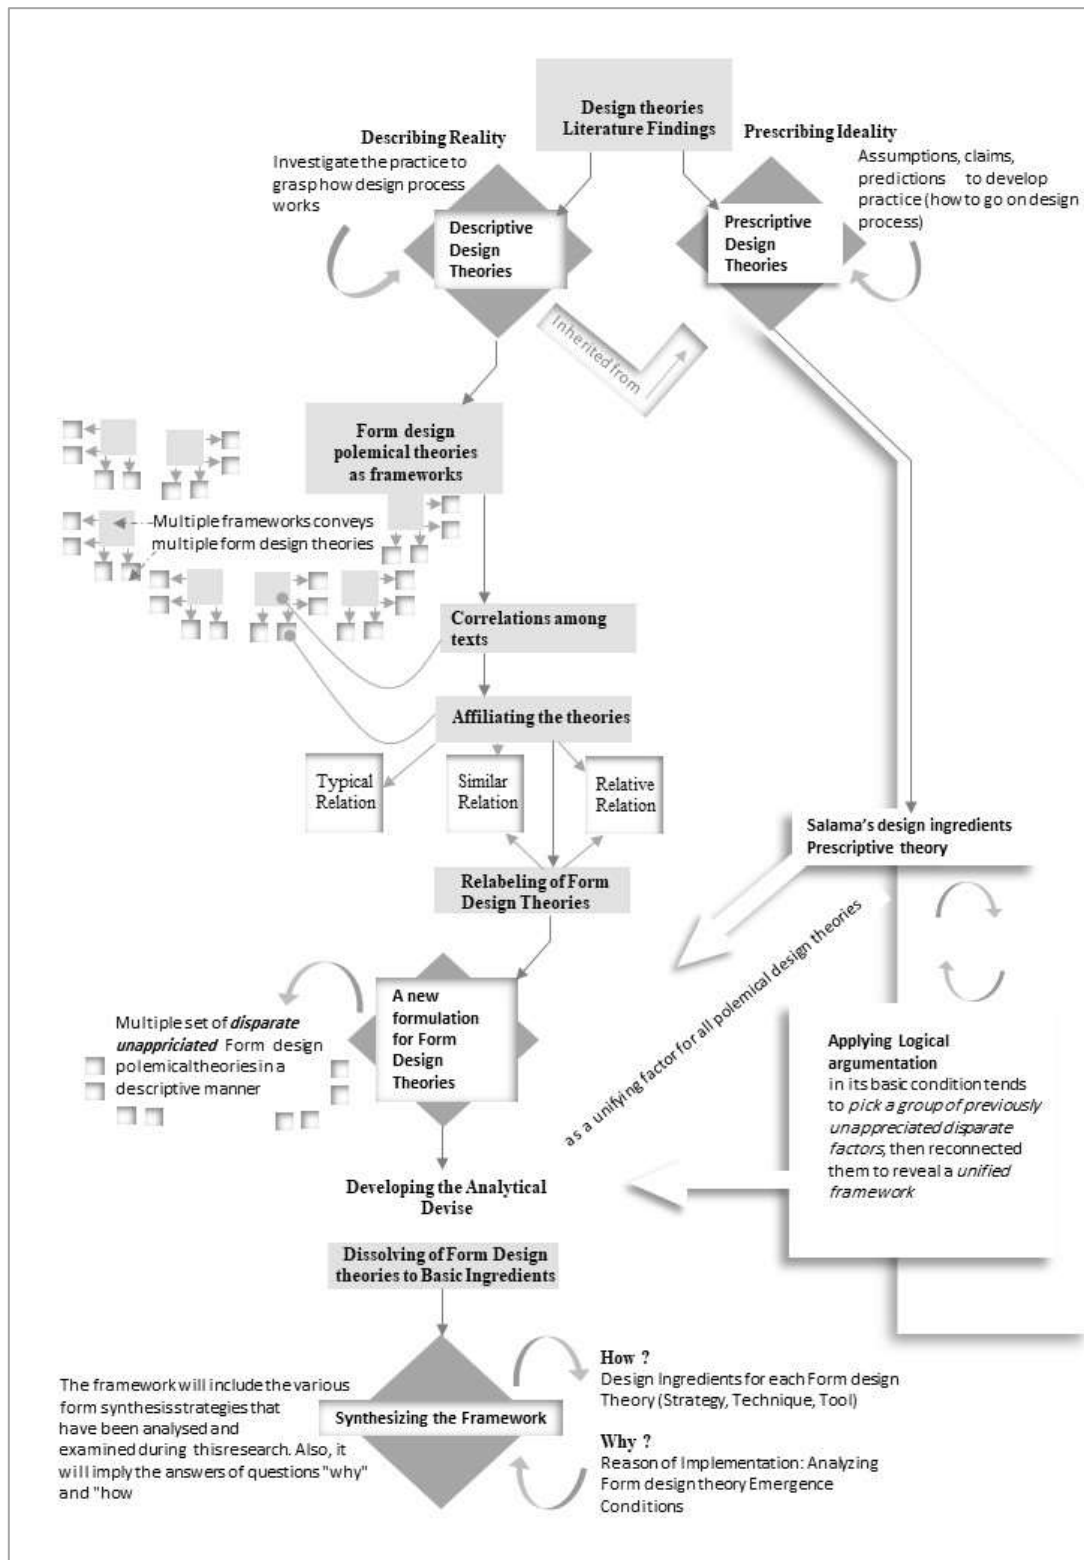 Design theories
Literature Findings
Describing Reality
Investigate the practice to
grasp how design process
works
Prescribing Ideality
Assumptions, claims,
predictions to develop
practice (how to go on design
process)
Descriptive
Design
Theories
Prescriptive
Design
Theories
Inherited from
Form design
polemical theories
as frameworks
Multiple frameworks conveys
multiple form design theories
Correlations among
texts
Affiliating the theories
Typical
Relation
Similar
Relation
Relative
Relation
Salama's design ingredients
Prescriptive theory
Relabeling of Form
Design Theories
as a unifying factor for all polemical design theories
A new
formulation
for Form
Design
Theories
Multiple set of disparate
unappriciated Form design
polemical theories in a
descriptive manner
Applying Logical
argumentation
in its basic condition tends
to pick a group of previously
unappreciated disparate
factors, then reconnected
them to reveal a unified
framework
Developing the Analytical
Devise
Dissolving of Form Design
theories to Basic Ingredients
Synthesizing the Framework
The framework will include the various
form synthesis strategies that
have been analysed and
examined during this research. Also, it
will imply the answers of questions "why"
and "how
How ?
Design Ingredients for each Form design
Theory (Strategy, Technique, Tool)
Why ?
Reason of Implementation: Analyzing
Form design theory Emergence
Conditions